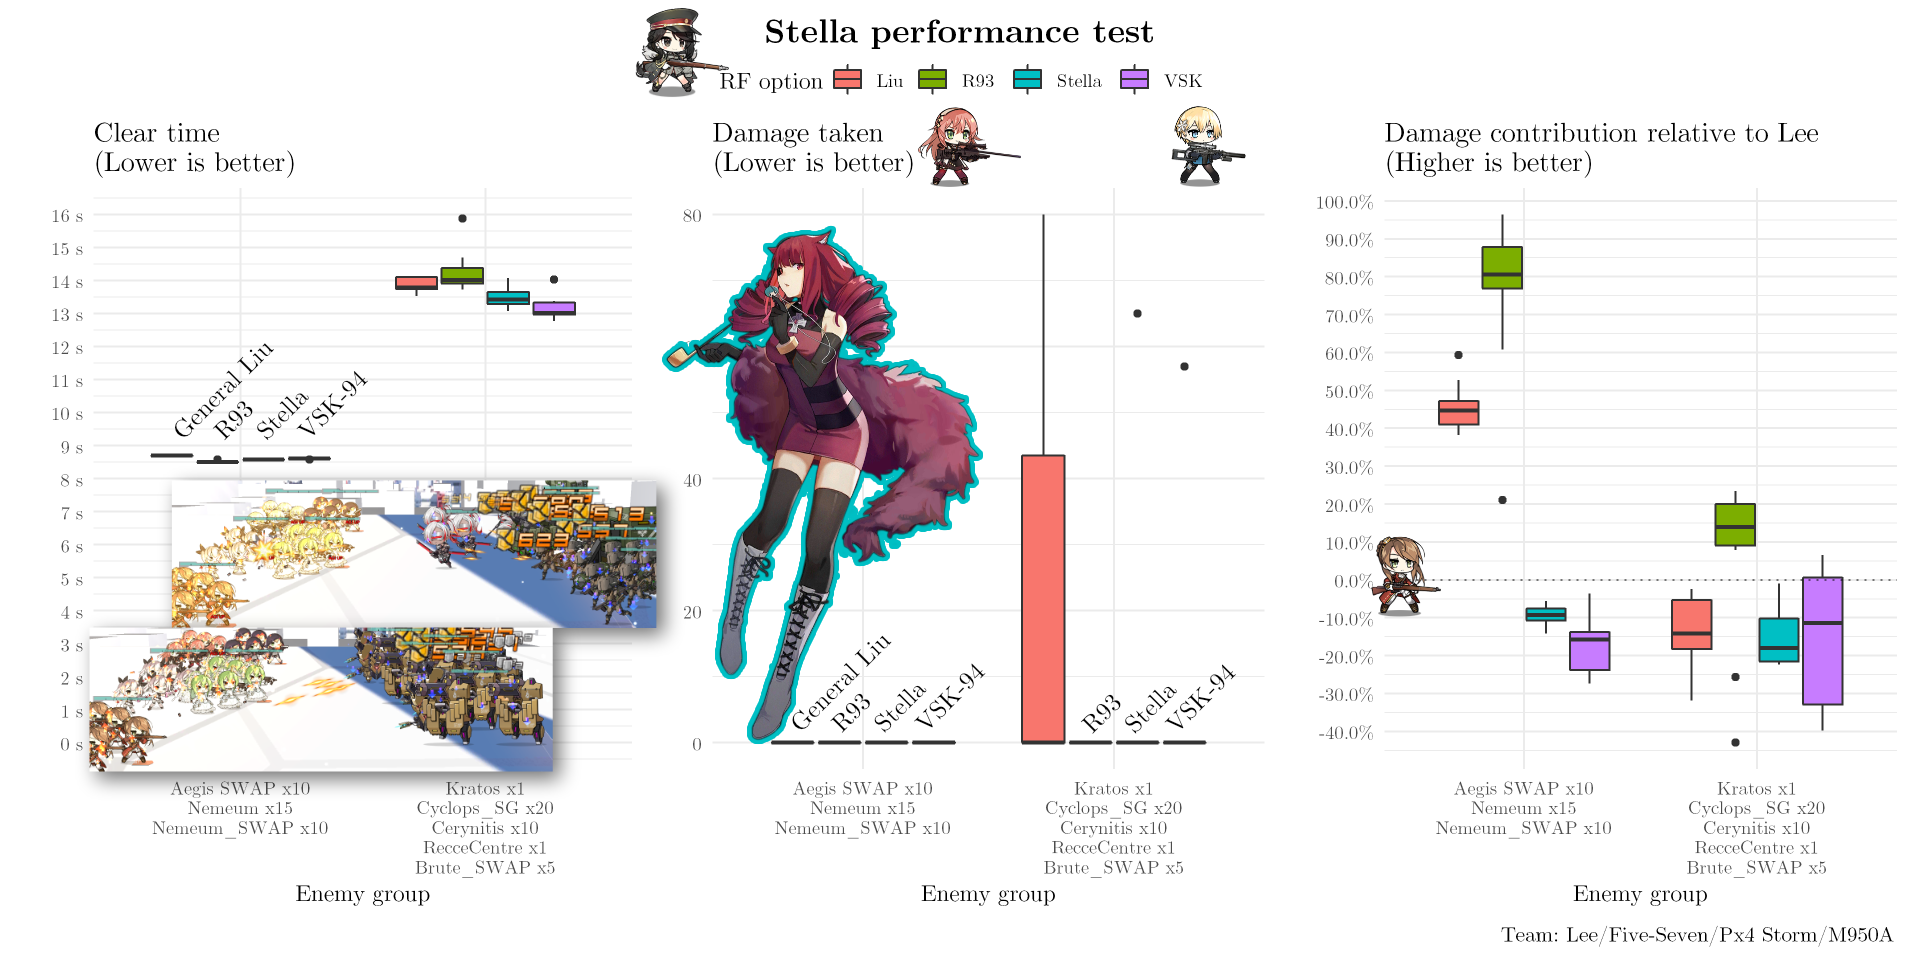 Stella performance test
RF option
Liu
R93
Stella
VSK
Clear time
(Lower is better)
16 s
15 s
14 s
13 s
12 s
11 s
10 s
9 s
8 s
7 s
6 s
5 s
4 s
3 s
2 s
1 s
0 s
General Liu
R93
Stella
VSK-94
Aegis SWAP x10
Nemeum x15
Nemeum_SWAP x10
Kratos x1
Cyclops_SG x20
Cerynitis x10
RecceCentre x1
Brute_SWAP x5
Enemy group
Damage taken
(Lower is better)
80
40
20
0
General Liu
R93
Stella
VSK-94
R93
Stella
VSK-94
Aegis SWAP x10
Nemeum x15
Nemeum_SWAP x10
Kratos x1
Cyclops_SG x20
Cerynitis x10
RecceCentre x1
Brute_SWAP x5
Enemy group
Damage contribution relative to Lee
(Higher is better)
100.0%
90.0%
80.0%
70.0%
60.0%
50.0%
40.0%
30.0%
20.0%
10.0%
0.0%
-10.0%
-20.0%
-30.0%
-40.0%
Aegis SWAP x10
Nemeum x15
Nemeum_SWAP x10
Kratos x1
Cyclops_SG x20
Cerynitis x10
RecceCentre x1
Brute_SWAP x5
Enemy group
Team: Lee/Five-Seven/Px4 Storm/M950A